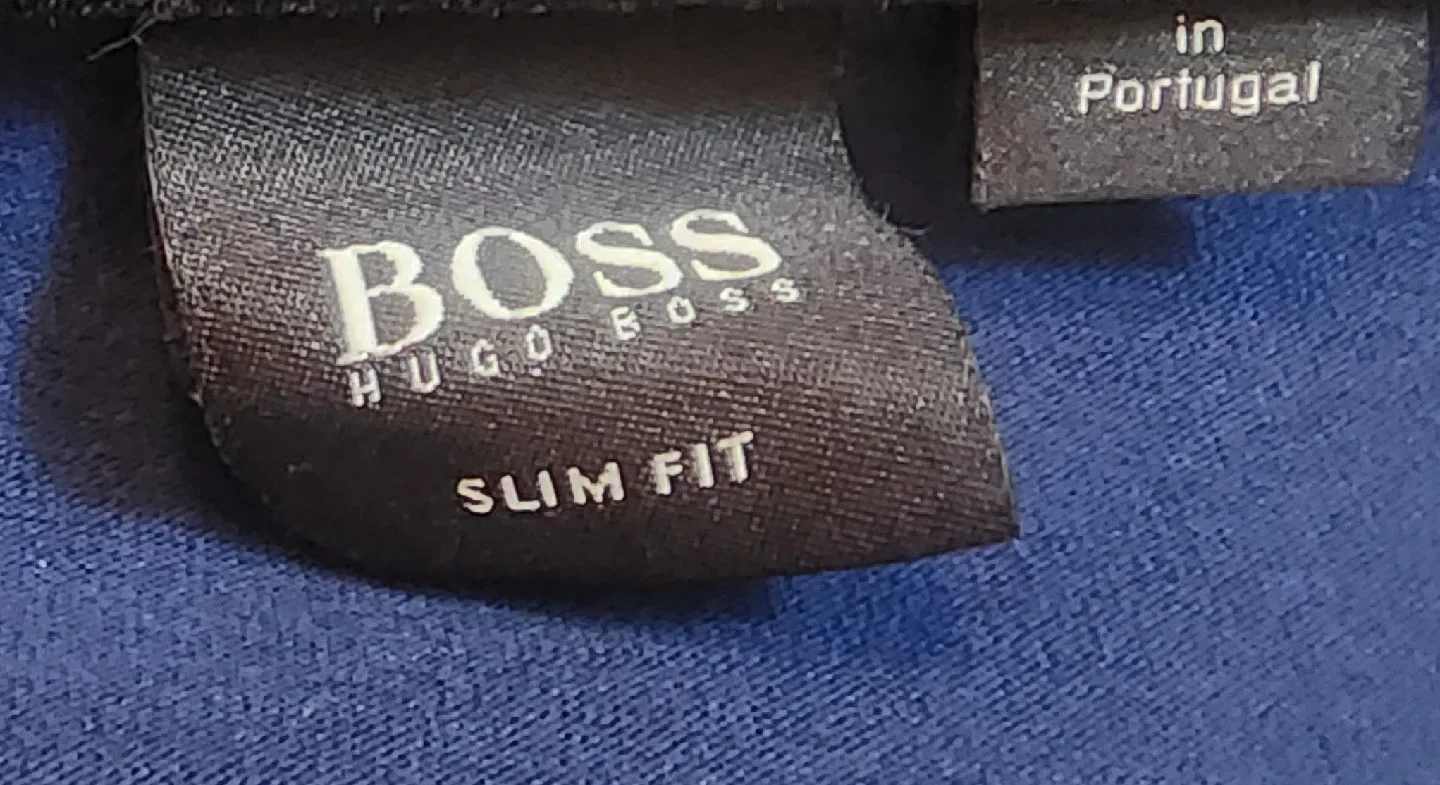 BOSS
HUGO BOSS
SLIM FIT
in
Portugal